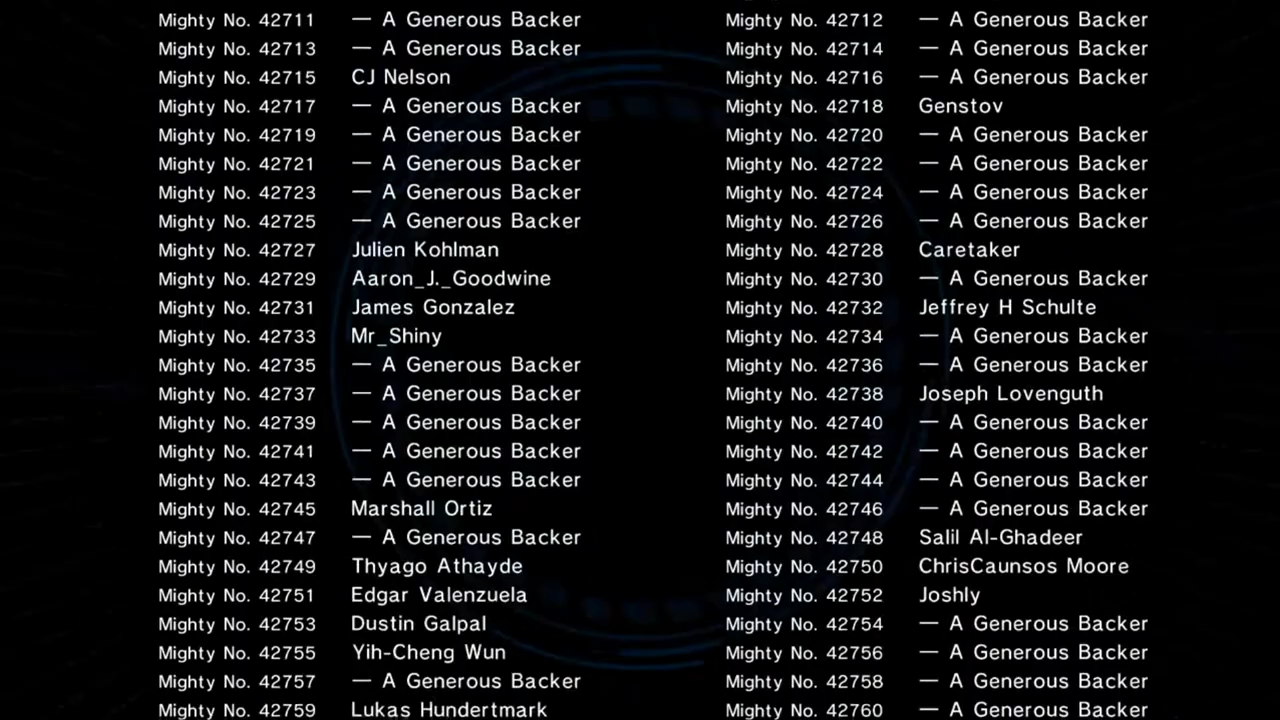 Mighty No. 42711 — A Generous Backer Mighty No. 42712 — A Generous Backer
Mighty No. 42713 — A Generous Backer Mighty No. 42714 — A Generous Backer
Mighty No. 42715 CJ Nelson Mighty No. 42716 — A Generous Backer
Mighty No. 42717 — A Generous Backer Mighty No. 42718 Genstov
Mighty No. 42719 — A Generous Backer Mighty No. 42720 — A Generous Backer
Mighty No. 42721 — A Generous Backer Mighty No. 42722 — A Generous Backer
Mighty No. 42723 — A Generous Backer Mighty No. 42724 — A Generous Backer
Mighty No. 42725 — A Generous Backer Mighty No. 42726 — A Generous Backer
Mighty No. 42727 Julien Kohlman Mighty No. 42728 Caretaker
Mighty No. 42729 Aaron_J._Goodwine Mighty No. 42730 — A Generous Backer
Mighty No. 42731 James Gonzalez Mighty No. 42732 Jeffrey H Schulte
Mighty No. 42733 Mr_Shiny Mighty No. 42734 — A Generous Backer
Mighty No. 42735 — A Generous Backer Mighty No. 42736 — A Generous Backer
Mighty No. 42737 — A Generous Backer Mighty No. 42738 Joseph Lovenguth
Mighty No. 42739 — A Generous Backer Mighty No. 42740 — A Generous Backer
Mighty No. 42741 — A Generous Backer Mighty No. 42742 — A Generous Backer
Mighty No. 42743 — A Generous Backer Mighty No. 42744 — A Generous Backer
Mighty No. 42745 Marshall Ortiz Mighty No. 42746 — A Generous Backer
Mighty No. 42747 — A Generous Backer Mighty No. 42748 Salil Al-Ghadeer
Mighty No. 42749 Thyago Athayde Mighty No. 42750 ChrisCaunsos Moore
Mighty No. 42751 Edgar Valenzuela Mighty No. 42752 Joshly
Mighty No. 42753 Dustin Galpal Mighty No. 42754 — A Generous Backer
Mighty No. 42755 Yih-Cheng Wun Mighty No. 42756 — A Generous Backer
Mighty No. 42757 — A Generous Backer Mighty No. 42758 — A Generous Backer
Mighty No. 42759 Lukas Hundertmark Mighty No. 42760 — A Generous Backer